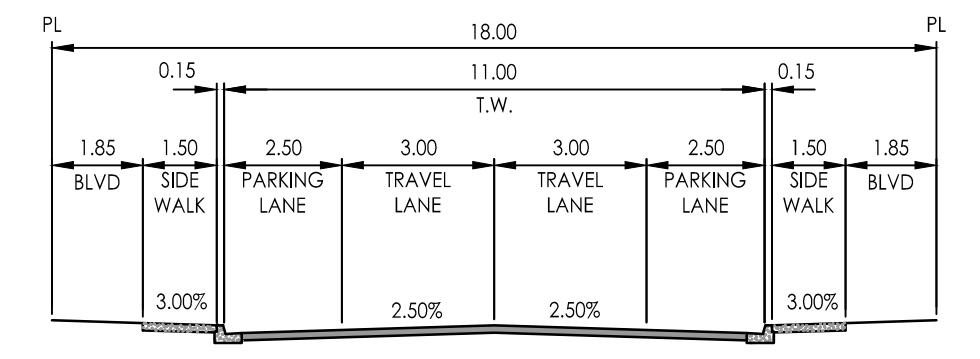 PL PL
18.00
0.15 11.00 0.15
T.W.
1.85 1.50 2.50 3.00 3.00 2.50 1.50 1.85
BLVD SIDE PARKING TRAVEL TRAVEL PARKING SIDE BLVD
WALK LANE LANE LANE LANE WALK
3.00% 2.50% 2.50% 3.00%